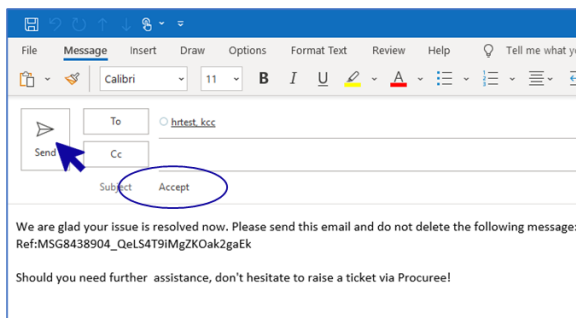 File Message Insert Draw Options Format Text Review Help Tell me what y
Calibri 11 B I U A
To hrtest, kcc
Send Cc
Subject Accept
We are glad your issue is resolved now. Please send this email and do not delete the following message:
Ref:MSG8438904_QeLS4T9iMgZKOak2gaEk
Should you need further assistance, don't hesitate to raise a ticket via Procuree!